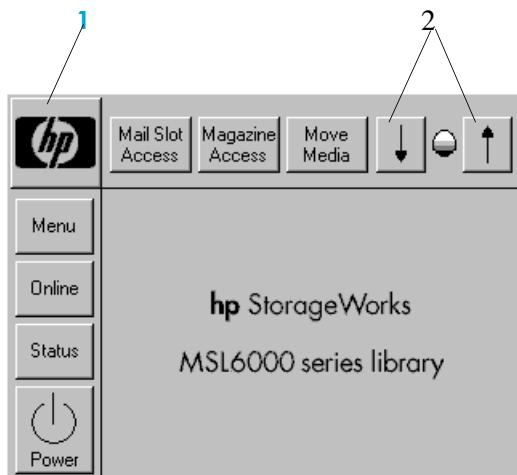 1
2
hp
Mail Slot
Access
Magazine
Access
Move
Media
Menu
Online
Status
Power
hp StorageWorks
MSL6000 series library